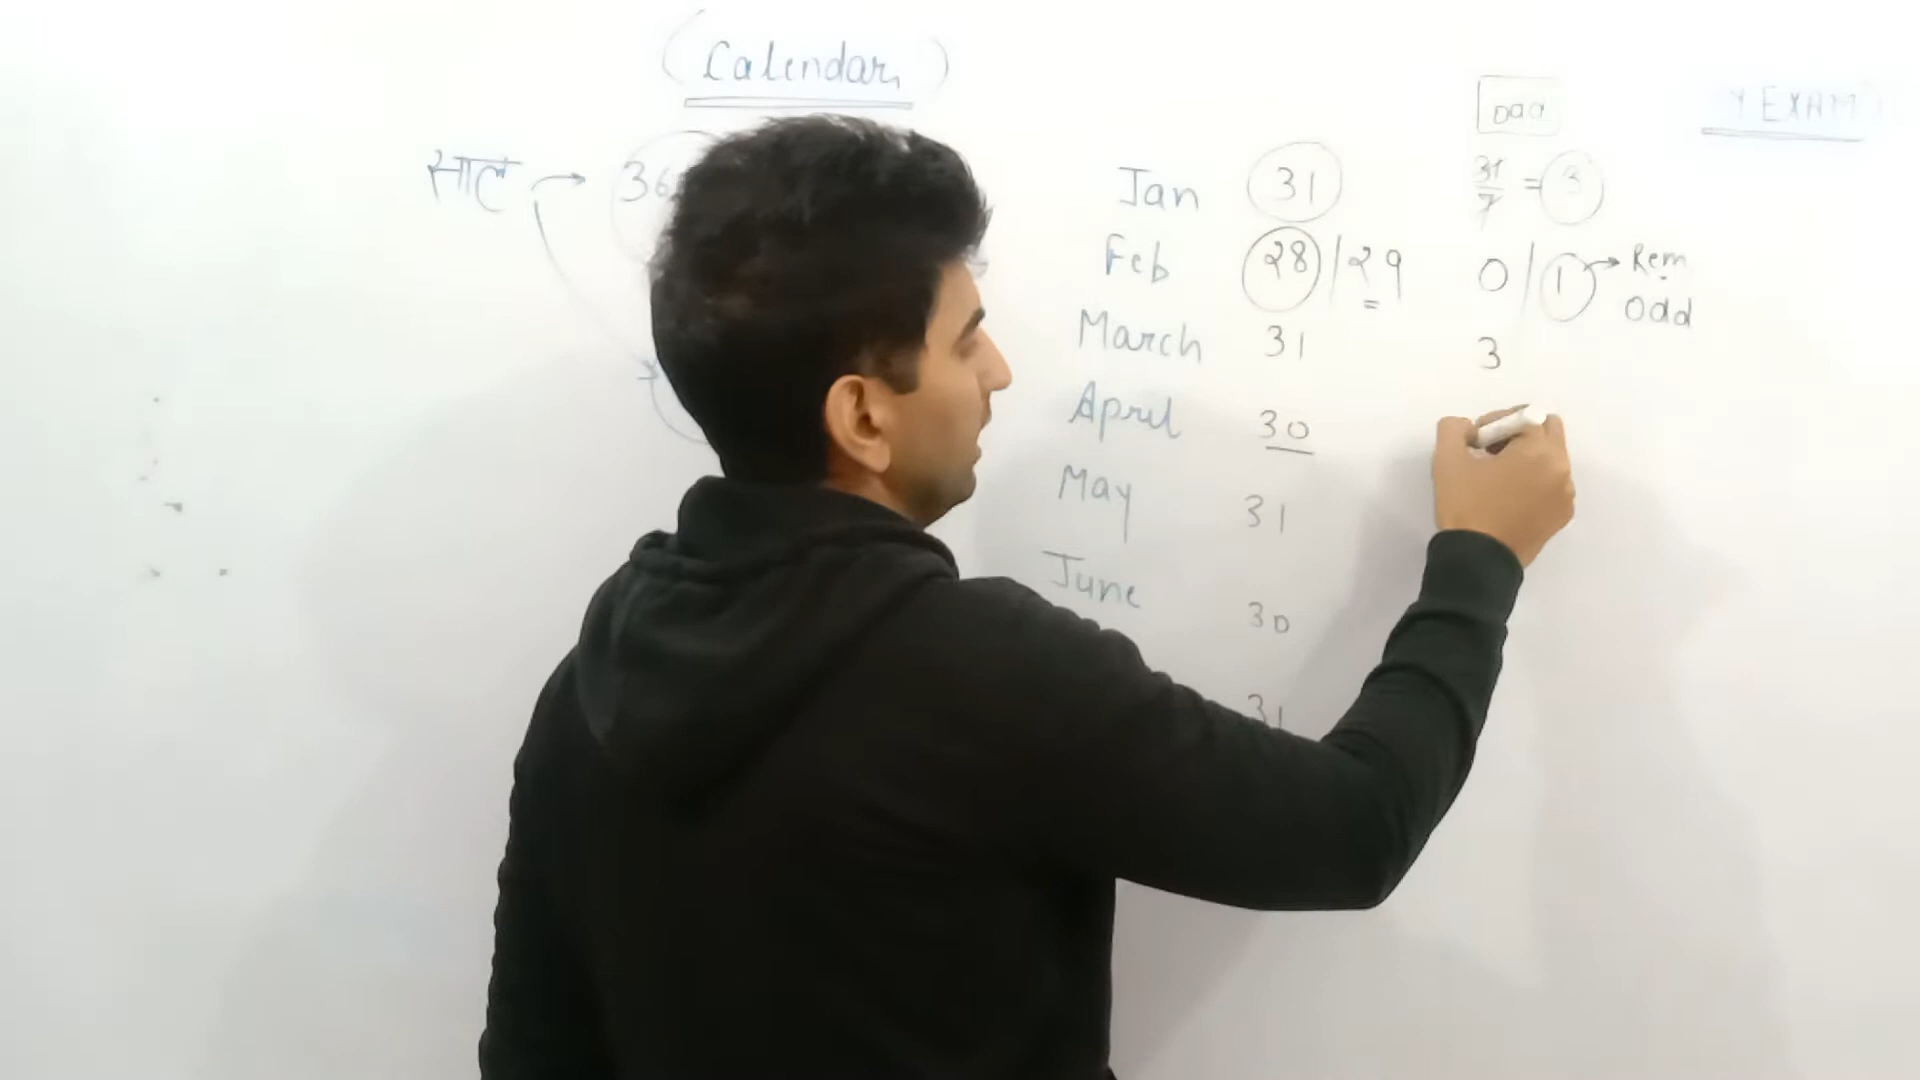 (Calendar)
odd
EXAM
साल → 36
Jan 31 31/7 = 3
Feb 28 / 29 0 / 1 → Rem
odd
March 31 3
April 30
May 31
June 30
31